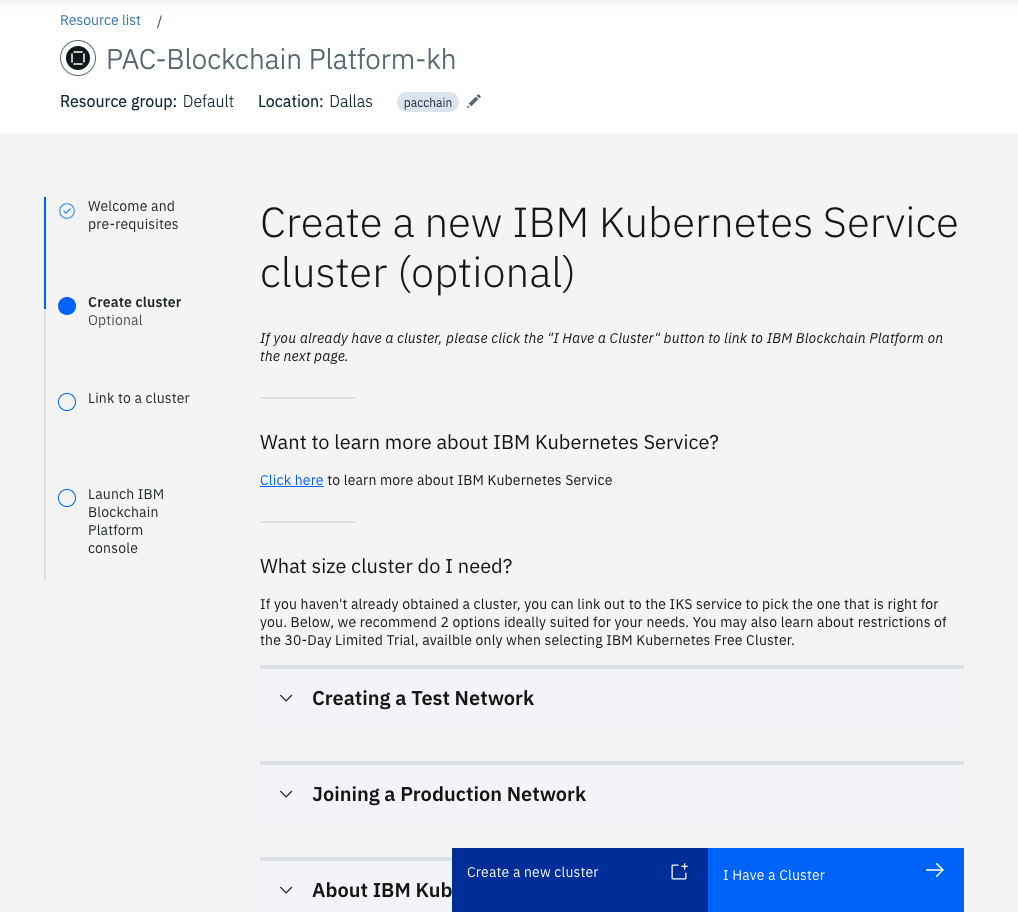 Resource list /
PAC-Blockchain Platform-kh
Resource group: Default Location: Dallas pacchain
Welcome and
pre-requisites
Create cluster
Optional
Link to a cluster
Launch IBM
Blockchain
Platform
console
Create a new IBM Kubernetes Service
cluster (optional)
If you already have a cluster, please click the "I Have a Cluster" button to link to IBM Blockchain Platform on
the next page.
Want to learn more about IBM Kubernetes Service?
Click here to learn more about IBM Kubernetes Service
What size cluster do I need?
If you haven't already obtained a cluster, you can link out to the IKS service to pick the one that is right for
you. Below, we recommend 2 options ideally suited for your needs. You may also learn about restrictions of
the 30-Day Limited Trial, availble only when selecting IBM Kubernetes Free Cluster.
Creating a Test Network
Joining a Production Network
About IBM Kub
Create a new cluster
I Have a Cluster